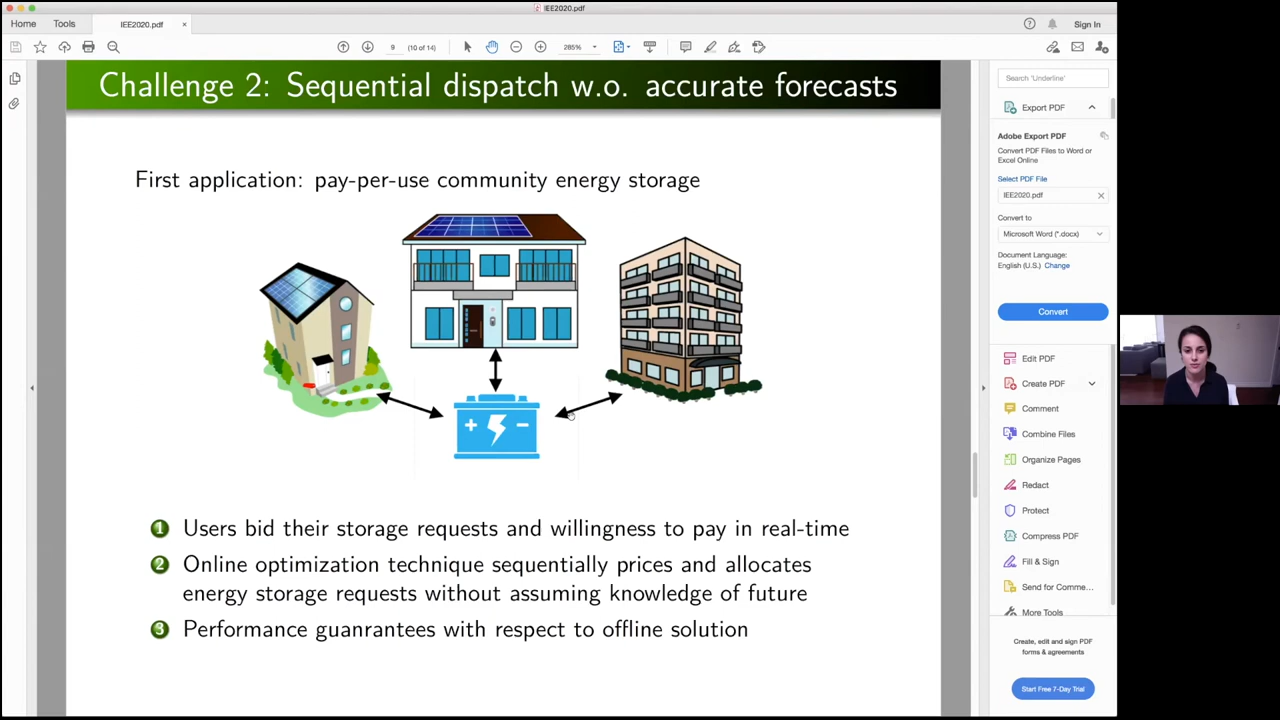 IEE2020.pdf
Home
Tools
IEE2020.pdf
×
Sign In
9
(10 of 14)
285%
Challenge 2: Sequential dispatch w.o. accurate forecasts
First application: pay-per-use community energy storage
+ −
1 Users bid their storage requests and willingness to pay in real-time
2 Online optimization technique sequentially prices and allocates
energy storage requests without assuming knowledge of future
3 Performance guanrantees with respect to offline solution
Search 'Underline'
Export PDF
Adobe Export PDF
Convert PDF Files to Word or
Excel Online
Select PDF File
IEE2020.pdf
×
Convert to
Microsoft Word (*.docx)
Document Language:
English (U.S.) Change
Convert
Edit PDF
Create PDF
Comment
Combine Files
Organize Pages
Redact
Protect
Compress PDF
Fill & Sign
Send for Comme...
More Tools
Create, edit and sign PDF
forms & agreements
Start Free 7-Day Trial